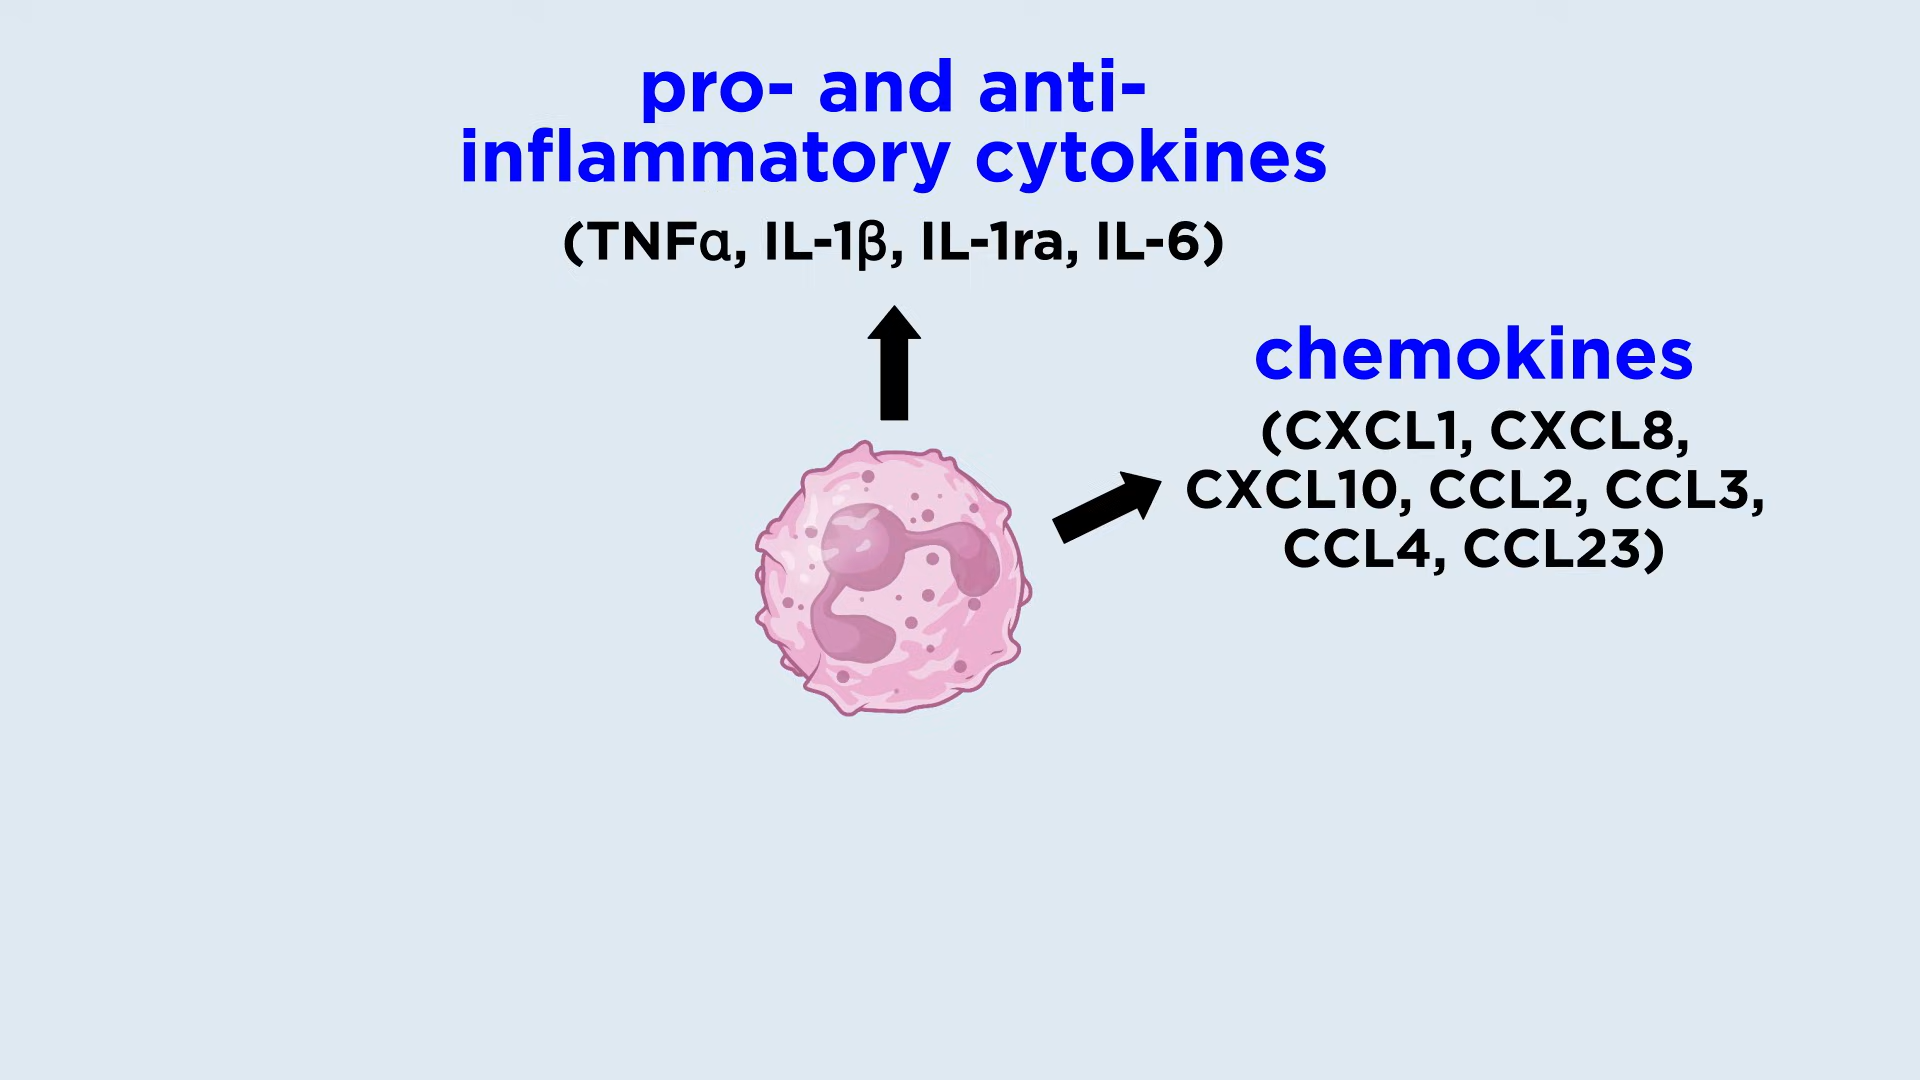 pro- and anti-
inflammatory cytokines
(TNFα, IL-1β, IL-1ra, IL-6)
chemokines
(CXCL1, CXCL8,
CXCL10, CCL2, CCL3,
CCL4, CCL23)